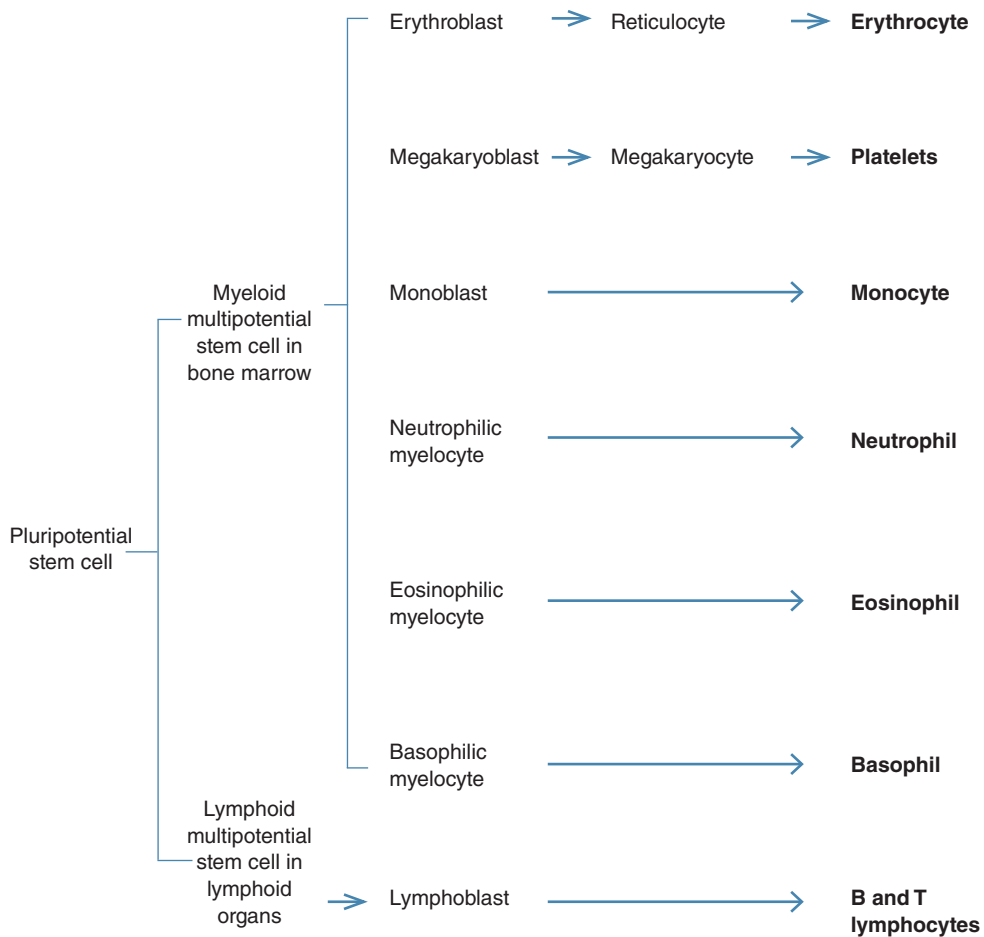 Erythroblast Reticulocyte Erythrocyte
Megakaryoblast Megakaryocyte Platelets
Myeloid
multipotential
stem cell in
bone marrow
Monoblast Monocyte
Neutrophilic
myelocyte
Neutrophil
Pluripotential
stem cell
Eosinophilic
myelocyte
Eosinophil
Basophilic
myelocyte
Basophil
Lymphoid
multipotential
stem cell in
lymphoid
organs
Lymphoblast
B and T
lymphocytes